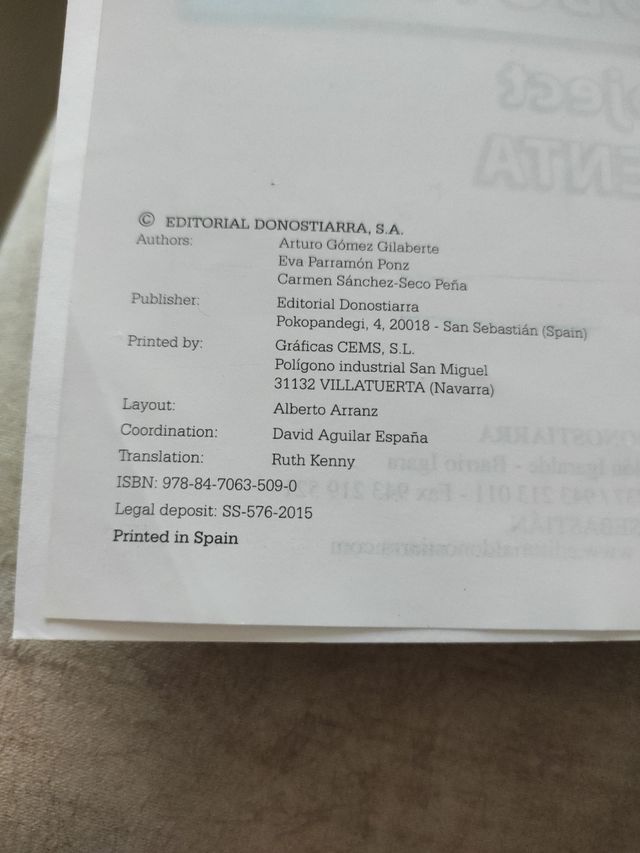 © EDITORIAL DONOSTIARRA, S.A.
Authors: Arturo Gómez Gilaberte
Eva Parramón Ponz
Carmen Sánchez-Seco Peña
Publisher: Editorial Donostiarra
Pokopandegi, 4, 20018 - San Sebastián (Spain)
Printed by: Gráficas CEMS, S.L.
Polígono industrial San Miguel
31132 VILLATUERTA (Navarra)
Layout: Alberto Arranz
Coordination: David Aguilar España
Translation: Ruth Kenny
ISBN: 978-84-7063-509-0
Legal deposit: SS-576-2015
Printed in Spain